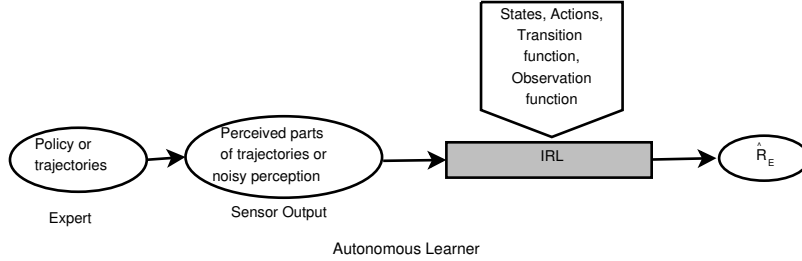 States, Actions,
Transition
function,
Observation
function
Policy or
trajectories
Perceived parts
of trajectories or
noisy perception
IRL
R̂_E
Expert
Sensor Output
Autonomous Learner